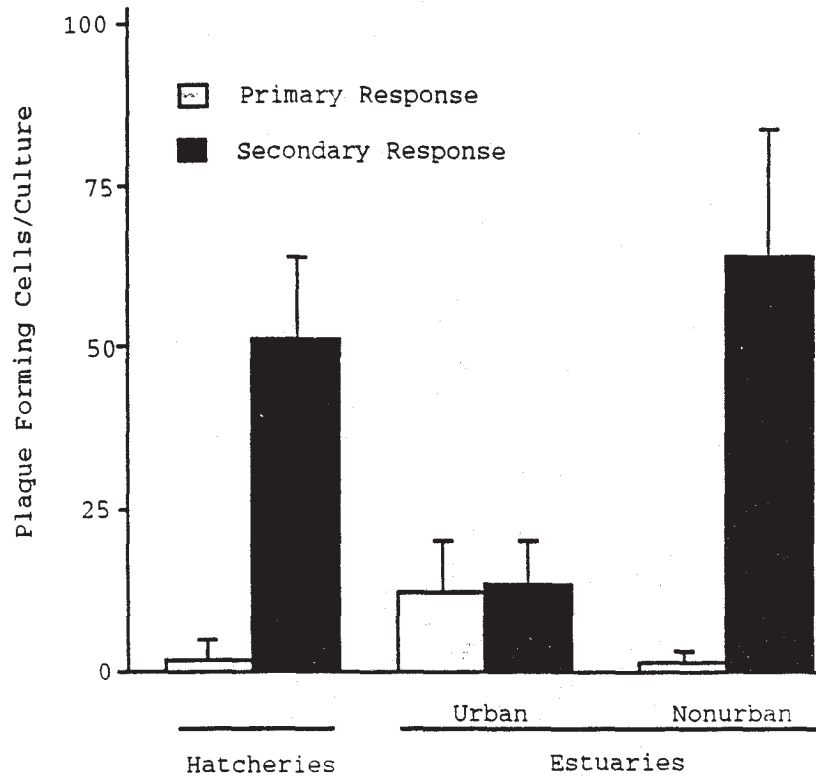 100
Primary Response
Secondary Response
75
50
25
0
Plaque Forming Cells/Culture
Urban Nonurban
Hatcheries Estuaries